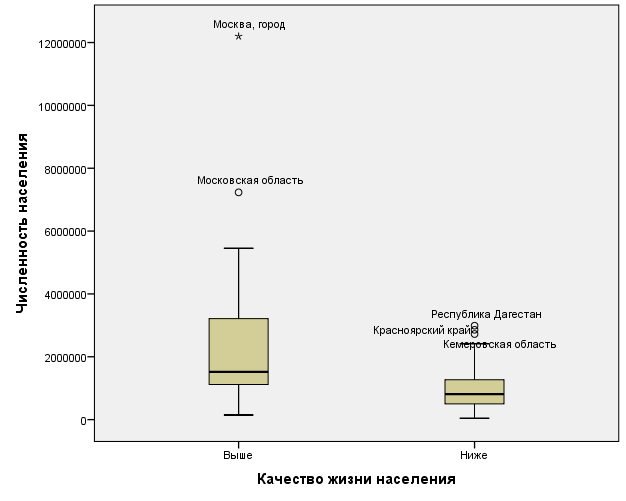 Москва, город
12000000
10000000
Московская область
8000000
6000000
Численность населения
4000000
Республика Дагестан
Красноярский край
Кемеровская область
2000000
0
Выше
Ниже
Качество жизни населения